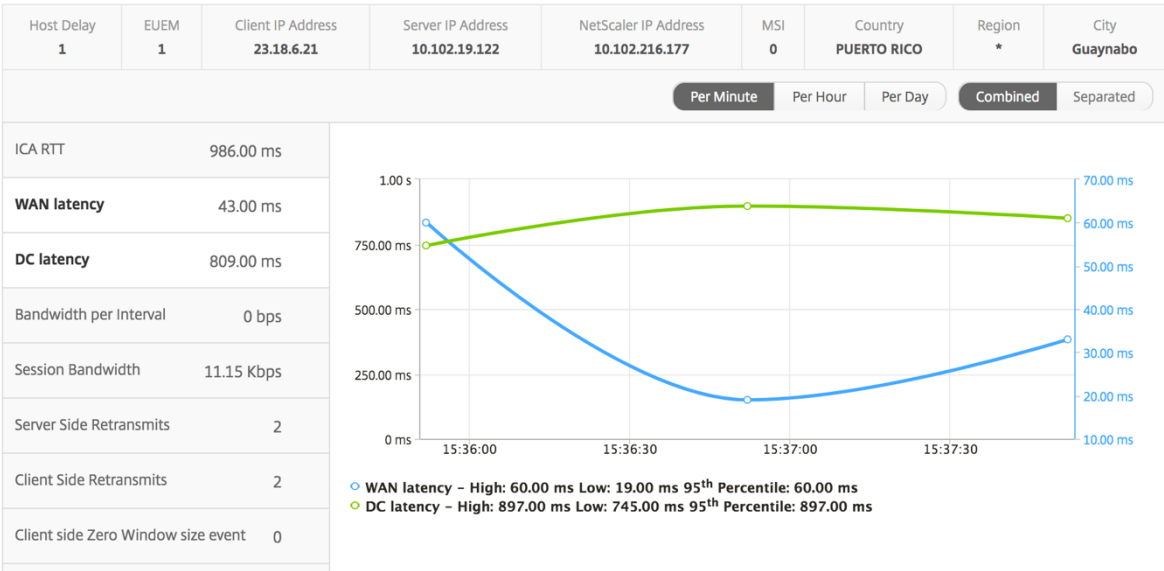 Host Delay EUEM Client IP Address Server IP Address NetScaler IP Address MSI Country Region City
1 1 23.18.6.21 10.102.19.122 10.102.216.177 0 PUERTO RICO * Guaynabo
Per Minute Per Hour Per Day Combined Separated
ICA RTT 986.00 ms
WAN latency 43.00 ms
DC latency 809.00 ms
Bandwidth per Interval 0 bps
Session Bandwidth 11.15 Kbps
Server Side Retransmits 2
Client Side Retransmits 2
Client side Zero Window size event 0
1.00 s
750.00 ms
500.00 ms
250.00 ms
0 ms
70.00 ms
60.00 ms
50.00 ms
40.00 ms
30.00 ms
20.00 ms
10.00 ms
15:36:00 15:36:30 15:37:00 15:37:30
WAN latency – High: 60.00 ms Low: 19.00 ms 95th Percentile: 60.00 ms
DC latency – High: 897.00 ms Low: 745.00 ms 95th Percentile: 897.00 ms